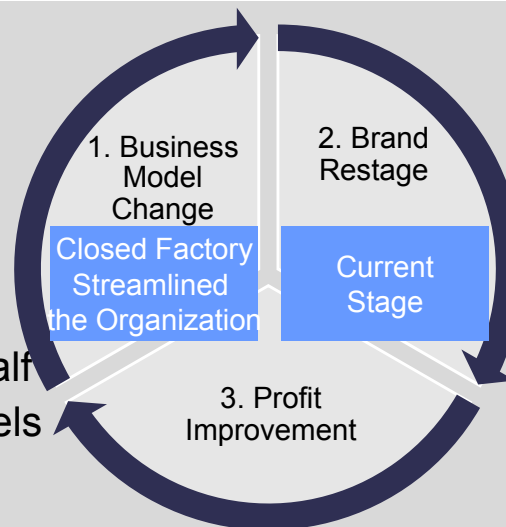 1. Business
Model
Change
Closed Factory
Streamlined
the Organization
2. Brand
Restage
Current
Stage
3. Profit
Improvement